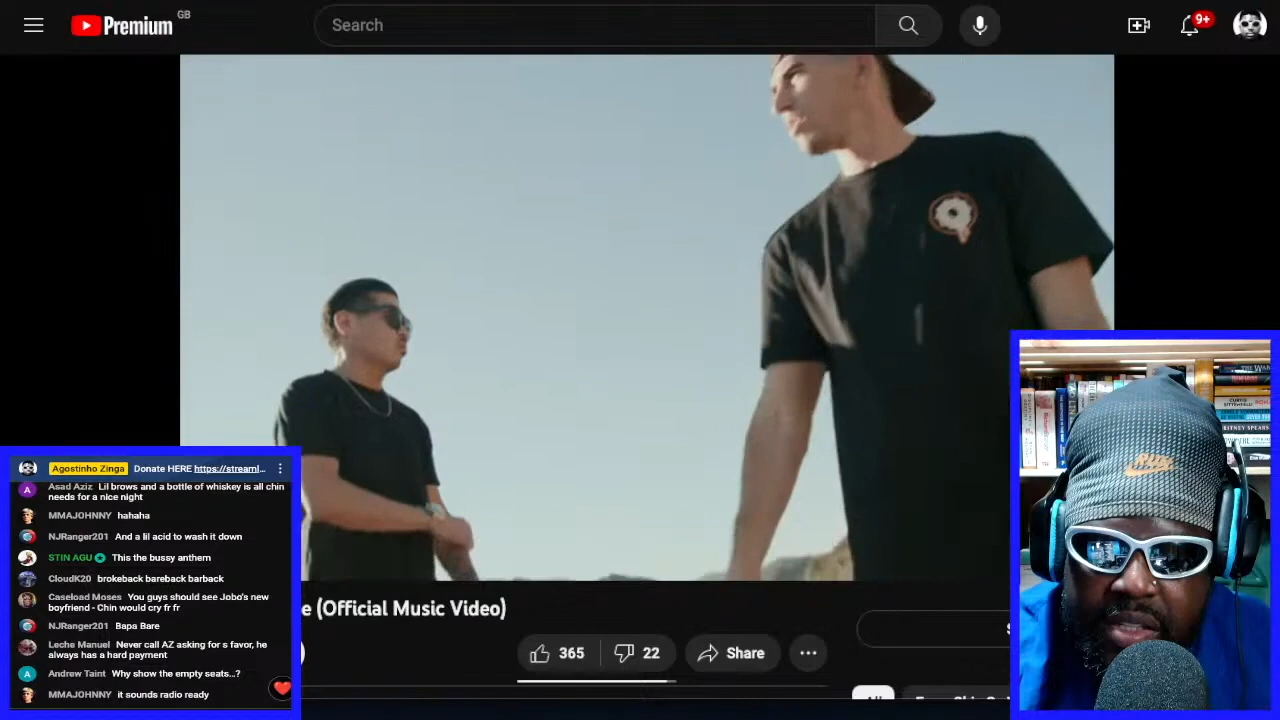 Premium GB
Search
9+
e (Official Music Video)
365
22
Share
Agostinho Zinga Donate HERE https://streaml...
Asad Aziz Lil brows and a bottle of whiskey is all chin
needs for a nice night
MMAJOHNNY hahaha
NJRanger201 And a lil acid to wash it down
STIN AGU This the bussy anthem
CloudK20 brokeback bareback barback
Caseload Moses You guys should see Jobo's new
boyfriend - Chin would cry fr fr
NJRanger201 Bapa Bare
Leche Manuel Never call AZ asking for s favor, he
always has a hard payment
Andrew Taint Why show the empty seats...?
MMAJOHNNY it sounds radio ready
CURTIS
SITTENFELD
BRITNEY SPEARS